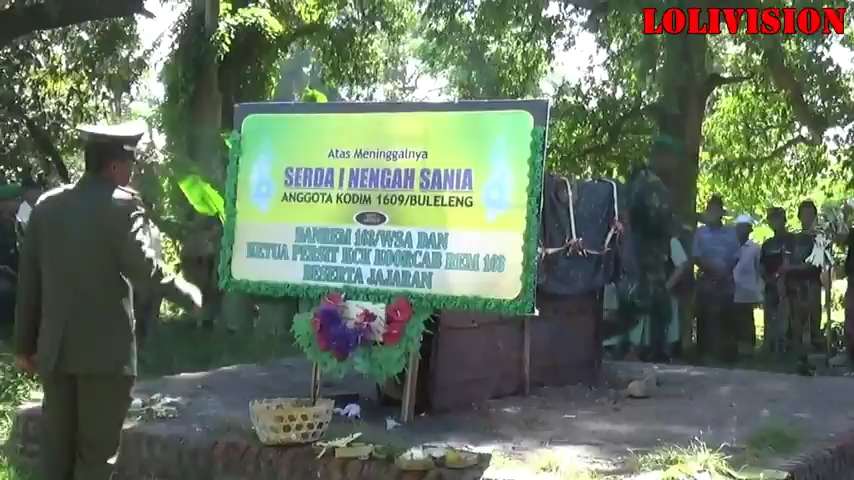 LOLIVISION
Atas Meninggalnya
SERDA I NENGAH SANIA
ANGGOTA KODIM 1609/BULELENG
DANREM 163/WSA DAN
KETUA PERSIT KCK KOORCAB REM 163
BESERTA JAJARAN